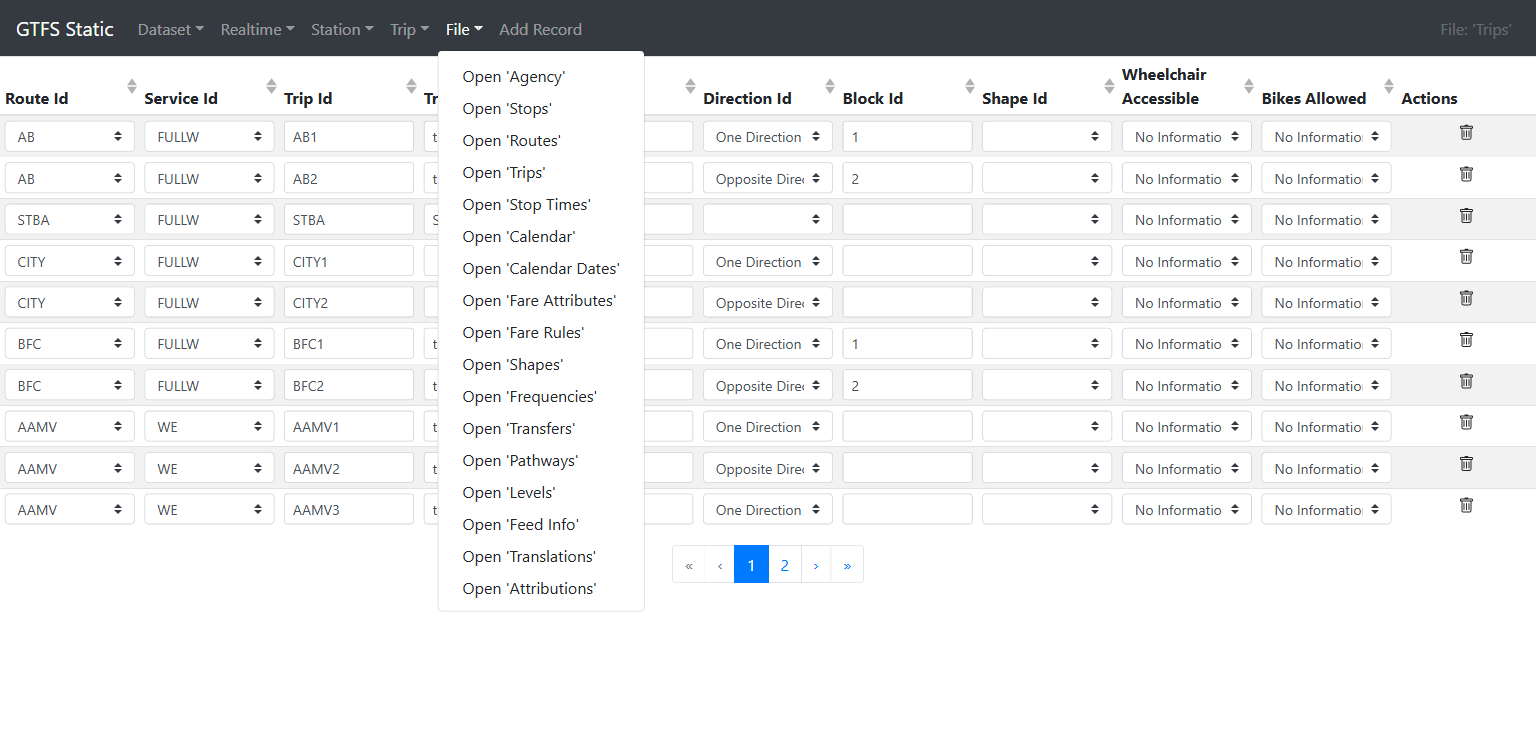 GTFS Static Dataset Realtime Station Trip File Add Record File: 'Trips'
Route Id Service Id Trip Id Tr Direction Id Block Id Shape Id Wheelchair Accessible Bikes Allowed Actions
AB FULLW AB1 t One Direction 1 No Informatio No Informatio
AB FULLW AB2 t Opposite Dire 2 No Informatio No Informatio
STBA FULLW STBA S No Informatio No Informatio
CITY FULLW CITY1 One Direction No Informatio No Informatio
CITY FULLW CITY2 Opposite Dire No Informatio No Informatio
BFC FULLW BFC1 t One Direction 1 No Informatio No Informatio
BFC FULLW BFC2 t Opposite Dire 2 No Informatio No Informatio
AAMV WE AAMV1 t One Direction No Informatio No Informatio
AAMV WE AAMV2 t Opposite Dire No Informatio No Informatio
AAMV WE AAMV3 t One Direction No Informatio No Informatio
Open 'Agency'
Open 'Stops'
Open 'Routes'
Open 'Trips'
Open 'Stop Times'
Open 'Calendar'
Open 'Calendar Dates'
Open 'Fare Attributes'
Open 'Fare Rules'
Open 'Shapes'
Open 'Frequencies'
Open 'Transfers'
Open 'Pathways'
Open 'Levels'
Open 'Feed Info'
Open 'Translations'
Open 'Attributions'
« ‹ 1 2 › »